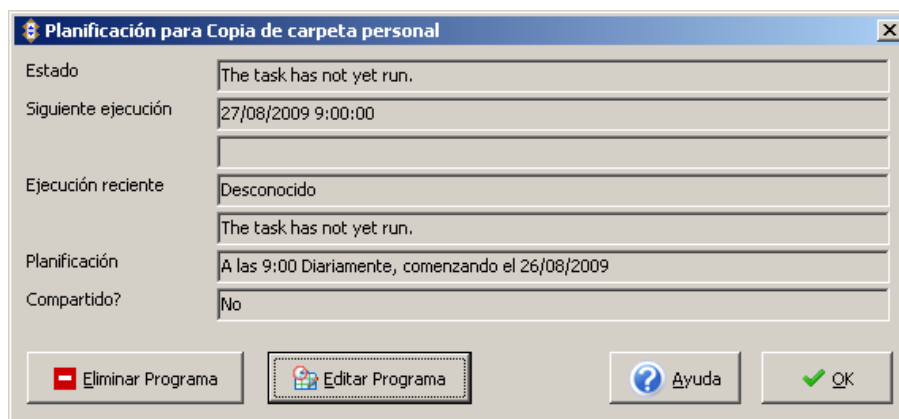 Planificación para Copia de carpeta personal
Estado
The task has not yet run.
Siguiente ejecución
27/08/2009 9:00:00
Ejecución reciente
Desconocido
The task has not yet run.
Planificación
A las 9:00 Diariamente, comenzando el 26/08/2009
Compartido?
No
Eliminar Programa
Editar Programa
Ayuda
OK